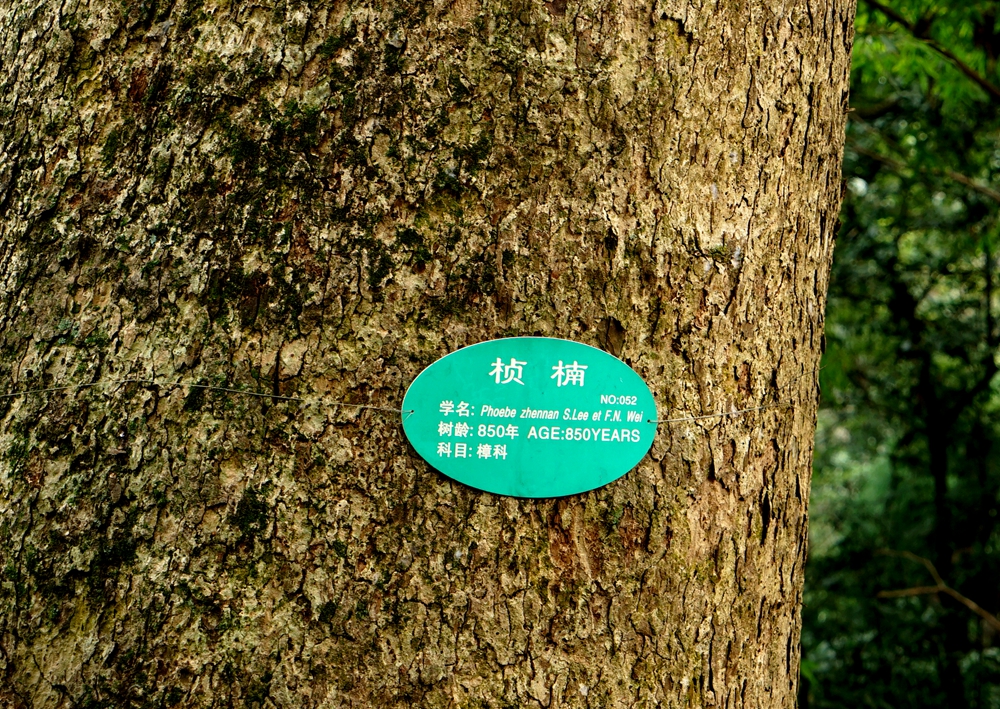 桢楠
NO:052
学名: Phoebe zhennan S.Lee et F.N. Wei
树龄: 850年 AGE:850YEARS
科目: 樟科